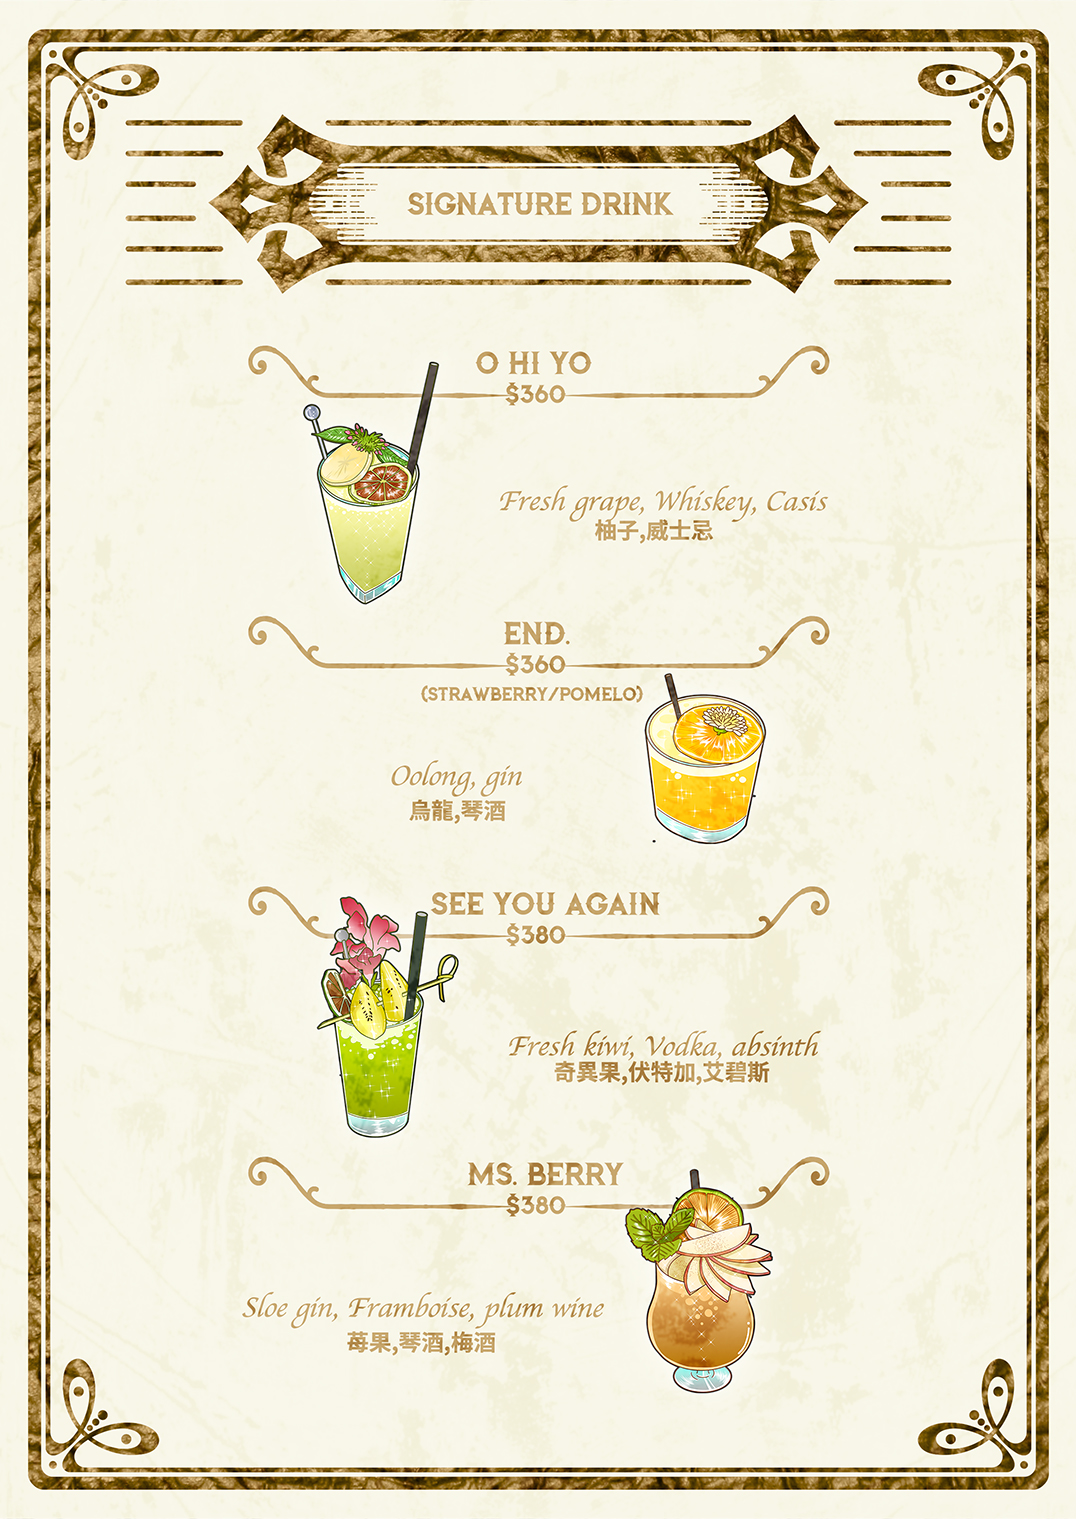 SIGNATURE DRINK
O HI YO
$360
Fresh grape, Whiskey, Casis
柚子,威士忌
END.
$360
(STRAWBERRY/POMELO)
Oolong, gin
烏龍,琴酒
SEE YOU AGAIN
$380
Fresh kiwi, Vodka, absinth
奇異果,伏特加,艾碧斯
MS. BERRY
$380
Sloe gin, Framboise, plum wine
莓果,琴酒,梅酒